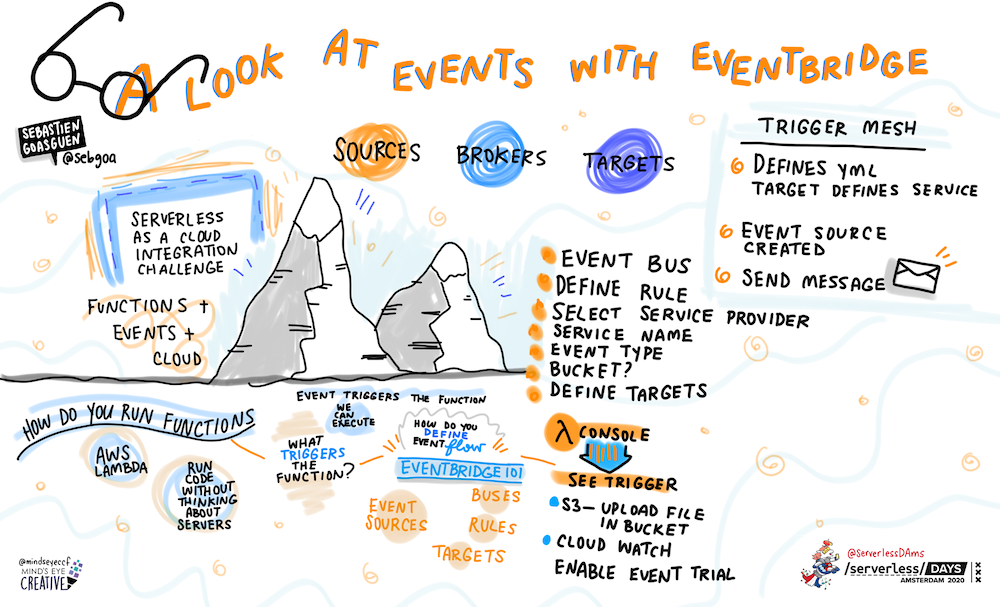 A LOOK AT EVENTS WITH EVENTBRIDGE
SEBASTIEN
GOASGUEN
@sebgoa
SOURCES
BROKERS
TARGETS
SERVERLESS
AS A CLOUD
INTEGRATION
CHALLENGE
FUNCTIONS +
EVENTS +
CLOUD
EVENT BUS
DEFINE RULE
SELECT SERVICE PROVIDER
SERVICE NAME
EVENT TYPE
BUCKET?
DEFINE TARGETS
TRIGGER MESH
DEFINES YML
TARGET DEFINES SERVICE
EVENT SOURCE
CREATED
SEND MESSAGE
HOW DO YOU RUN FUNCTIONS
AWS
LAMBDA
RUN
CODE
WITHOUT
THINKING
ABOUT
SERVERS
EVENT TRIGGERS THE FUNCTION
WE
CAN
EXECUTE
WHAT
TRIGGERS
THE
FUNCTION?
HOW DO YOU
DEFINE
EVENT flow
EVENTBRIDGE 101
EVENT
SOURCES
BUSES
RULES
TARGETS
λ CONSOLE
SEE TRIGGER
S3— UPLOAD FILE
IN BUCKET
CLOUD WATCH
ENABLE EVENT TRIAL
@mindseyeccf
MIND'S EYE
CREATIVE
@ServerlessDAms
/serverless/ DAYS
AMSTERDAM 2020